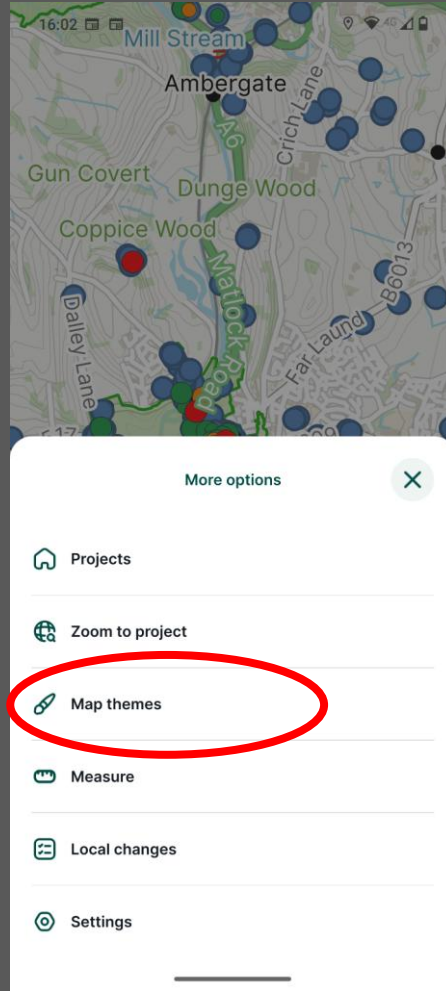 16:02
4G
Mill Stream
Ambergate
Crich Lane
A6
Gun Covert
Dunge Wood
Coppice Wood
B6013
Matlock Road
Dalley Lane
Far Laund
More options
Projects
Zoom to project
Map themes
Measure
Local changes
Settings